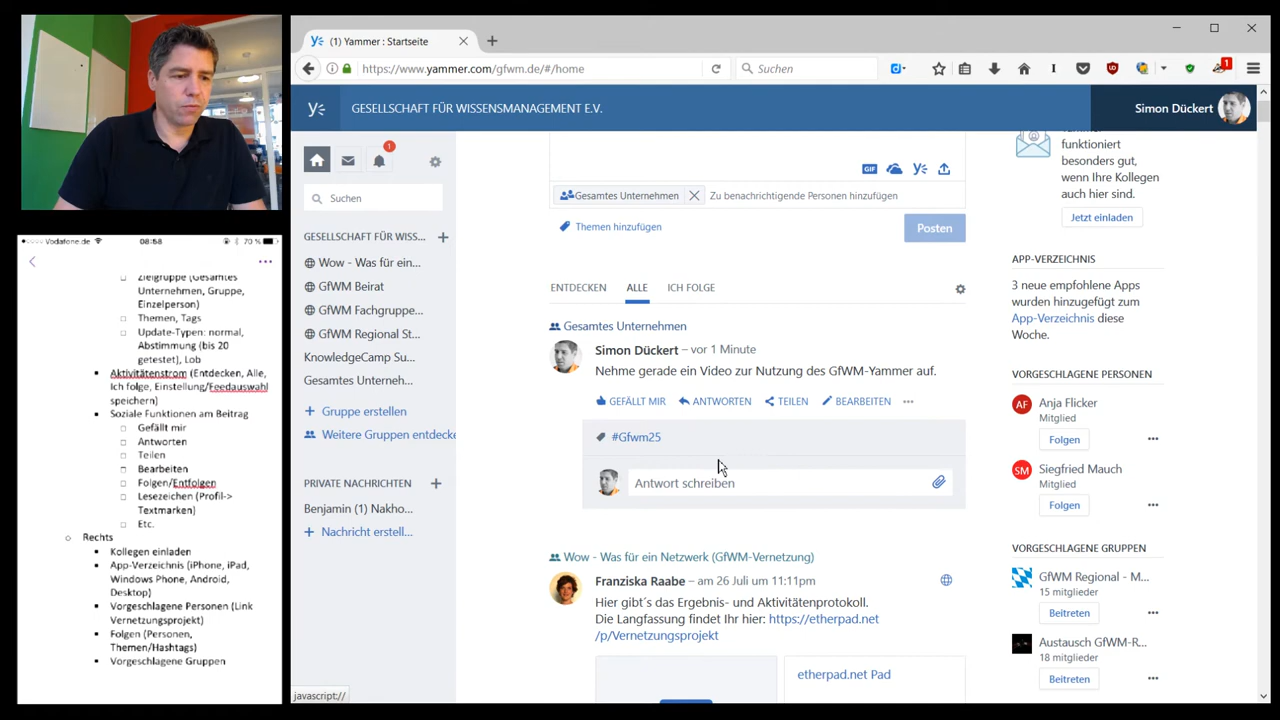 (1) Yammer : Startseite
https://www.yammer.com/gfwm.de/#/home
Suchen
1
GESELLSCHAFT FÜR WISSENSMANAGEMENT E.V.
Simon Dückert
1
Suchen
GESELLSCHAFT FÜR WISS...
Wow - Was für ein...
GfWM Beirat
GfWM Fachgruppe...
GfWM Regional St...
KnowledgeCamp Su...
Gesamtes Unterneh...
Gruppe erstellen
Weitere Gruppen entdecke
PRIVATE NACHRICHTEN
Benjamin (1) Nakho...
Nachricht erstell...
javascript://
GIF
Gesamtes Unternehmen
Zu benachrichtigende Personen hinzufügen
Themen hinzufügen
Posten
ENTDECKEN ALLE ICH FOLGE
Gesamtes Unternehmen
Simon Dückert – vor 1 Minute
Nehme gerade ein Video zur Nutzung des GfWM-Yammer auf.
GEFÄLLT MIR ANTWORTEN TEILEN BEARBEITEN
#Gfwm25
Antwort schreiben
Wow - Was für ein Netzwerk (GfWM-Vernetzung)
Franziska Raabe – am 26 Juli um 11:11pm
Hier gibt´s das Ergebnis- und Aktivitätenprotokoll.
Die Langfassung findet Ihr hier: https://etherpad.net
/p/Vernetzungsprojekt
etherpad.net Pad
funktioniert
besonders gut,
wenn Ihre Kollegen
auch hier sind.
Jetzt einladen
APP-VERZEICHNIS
3 neue empfohlene Apps
wurden hinzugefügt zum
App-Verzeichnis diese
Woche.
VORGESCHLAGENE PERSONEN
AF
Anja Flicker
Mitglied
Folgen
SM
Siegfried Mauch
Mitglied
Folgen
VORGESCHLAGENE GRUPPEN
GfWM Regional - M...
15 mitglieder
Beitreten
Austausch GfWM-R...
18 mitglieder
Beitreten
Vodafone.de 08:58 70 %
Zielgruppe (Gesamtes
Unternehmen, Gruppe,
Einzelperson)
Themen, Tags
Update-Typen: normal,
Abstimmung (bis 20
getestet), Lob
Aktivitätenstrom (Entdecken, Alle,
Ich folge, Einstellung/Feedauswahl
speichern)
Soziale Funktionen am Beitrag
Gefällt mir
Antworten
Teilen
Bearbeiten
Folgen/Entfolgen
Lesezeichen (Profil->
Textmarken)
Etc.
Rechts
Kollegen einladen
App-Verzeichnis (iPhone, iPad,
Windows Phone, Android,
Desktop)
Vorgeschlagene Personen (Link
Vernetzungsprojekt)
Folgen (Personen,
Themen/Hashtags)
Vorgeschlagene Gruppen